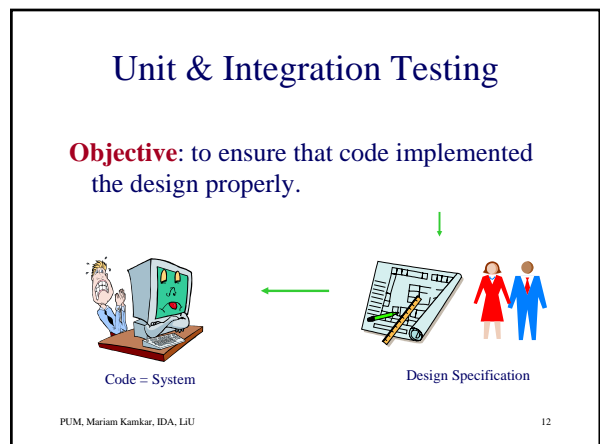 Unit & Integration Testing
Objective: to ensure that code implemented
the design properly.
Code = System
Design Specification
PUM, Mariam Kamkar, IDA, LiU
12